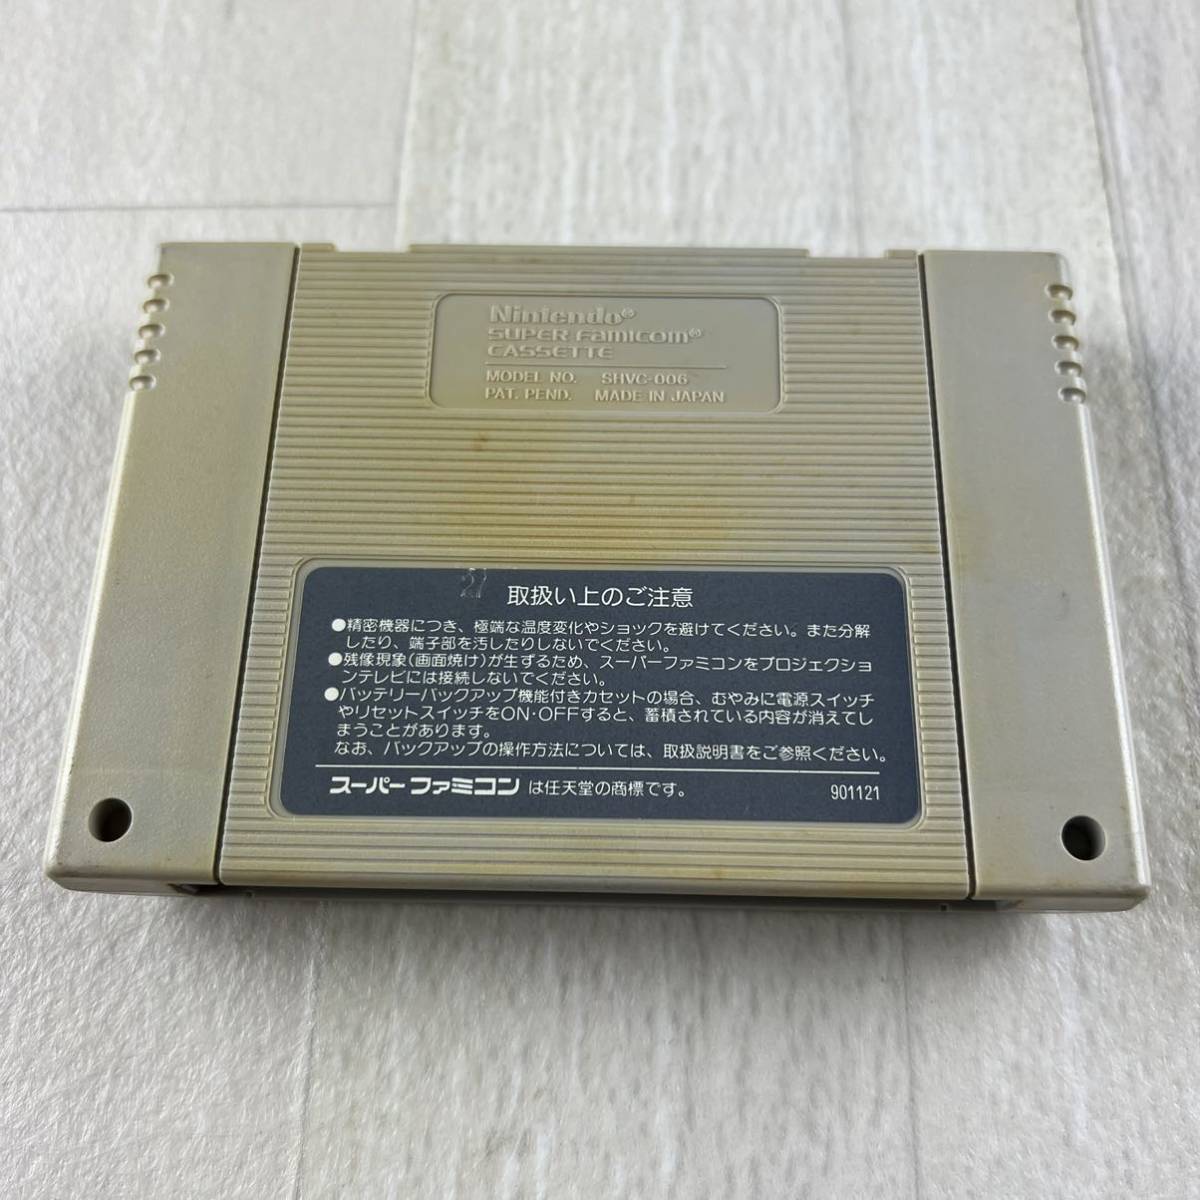 Nintendo®
SUPER FAMICOM®
CASSETTE
MODEL NO. SHVC-006
PAT. PEND. MADE IN JAPAN
27
取扱い上のご注意
●精密機器につき、極端な温度変化やショックを避けてください。また分解
したり、端子部を汚したりしないでください。
●残像現象(画面焼け)が生ずるため、スーパーファミコンをプロジェクショ
ンテレビには接続しないでください。
●バッテリーバックアップ機能付きカセットの場合、むやみに電源スイッチ
やリセットスイッチをON・OFFすると、蓄積されている内容が消えてし
まうことがあります。
なお、バックアップの操作方法については、取扱説明書をご参照ください。
スーパーファミコン は任天堂の商標です。 901121